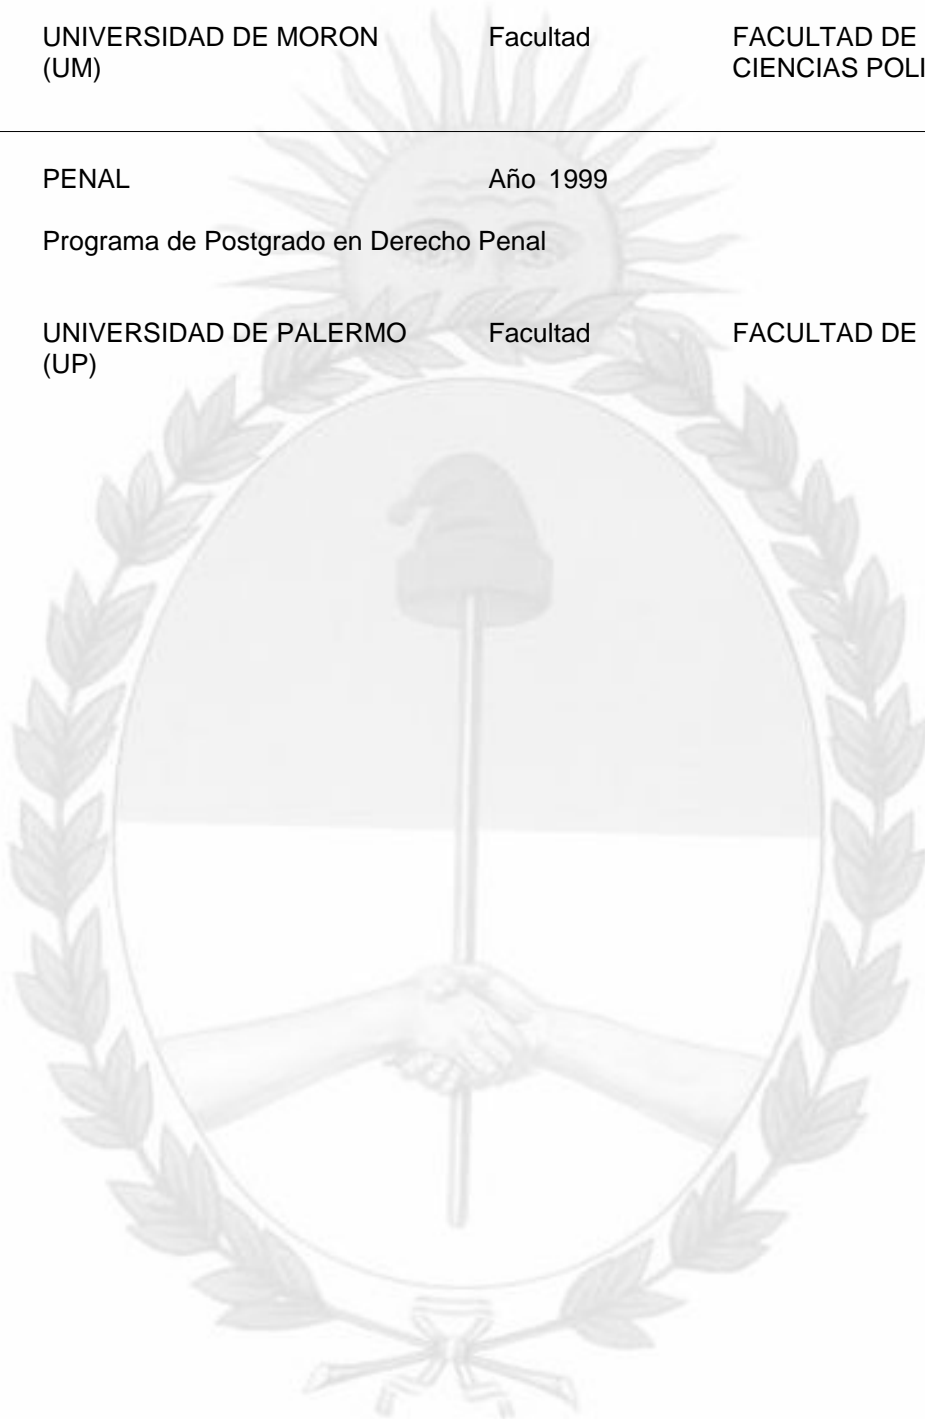 UNIVERSIDAD DE MORON Facultad FACULTAD DE
(UM) CIENCIAS POLI
PENAL Año 1999
Programa de Postgrado en Derecho Penal
UNIVERSIDAD DE PALERMO Facultad FACULTAD DE
(UP)